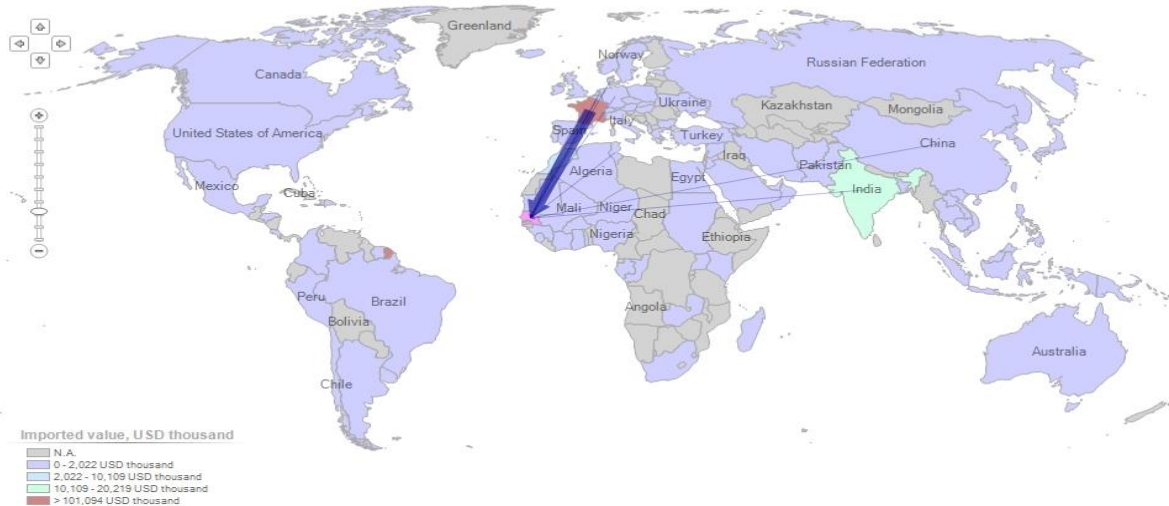 Greenland
Norway
Russian Federation
Canada
Ukraine
Kazakhstan
Mongolia
United States of America
Spain
Italy
Turkey
China
Iraq
Pakistan
Algeria
Egypt
Mexico
Cuba
India
Mali
Niger
Chad
Nigeria
Ethiopia
Peru
Brazil
Angola
Bolivia
Australia
Chile
Imported value, USD thousand
N.A.
0 - 2,022 USD thousand
2,022 - 10,109 USD thousand
10,109 - 20,219 USD thousand
> 101,094 USD thousand